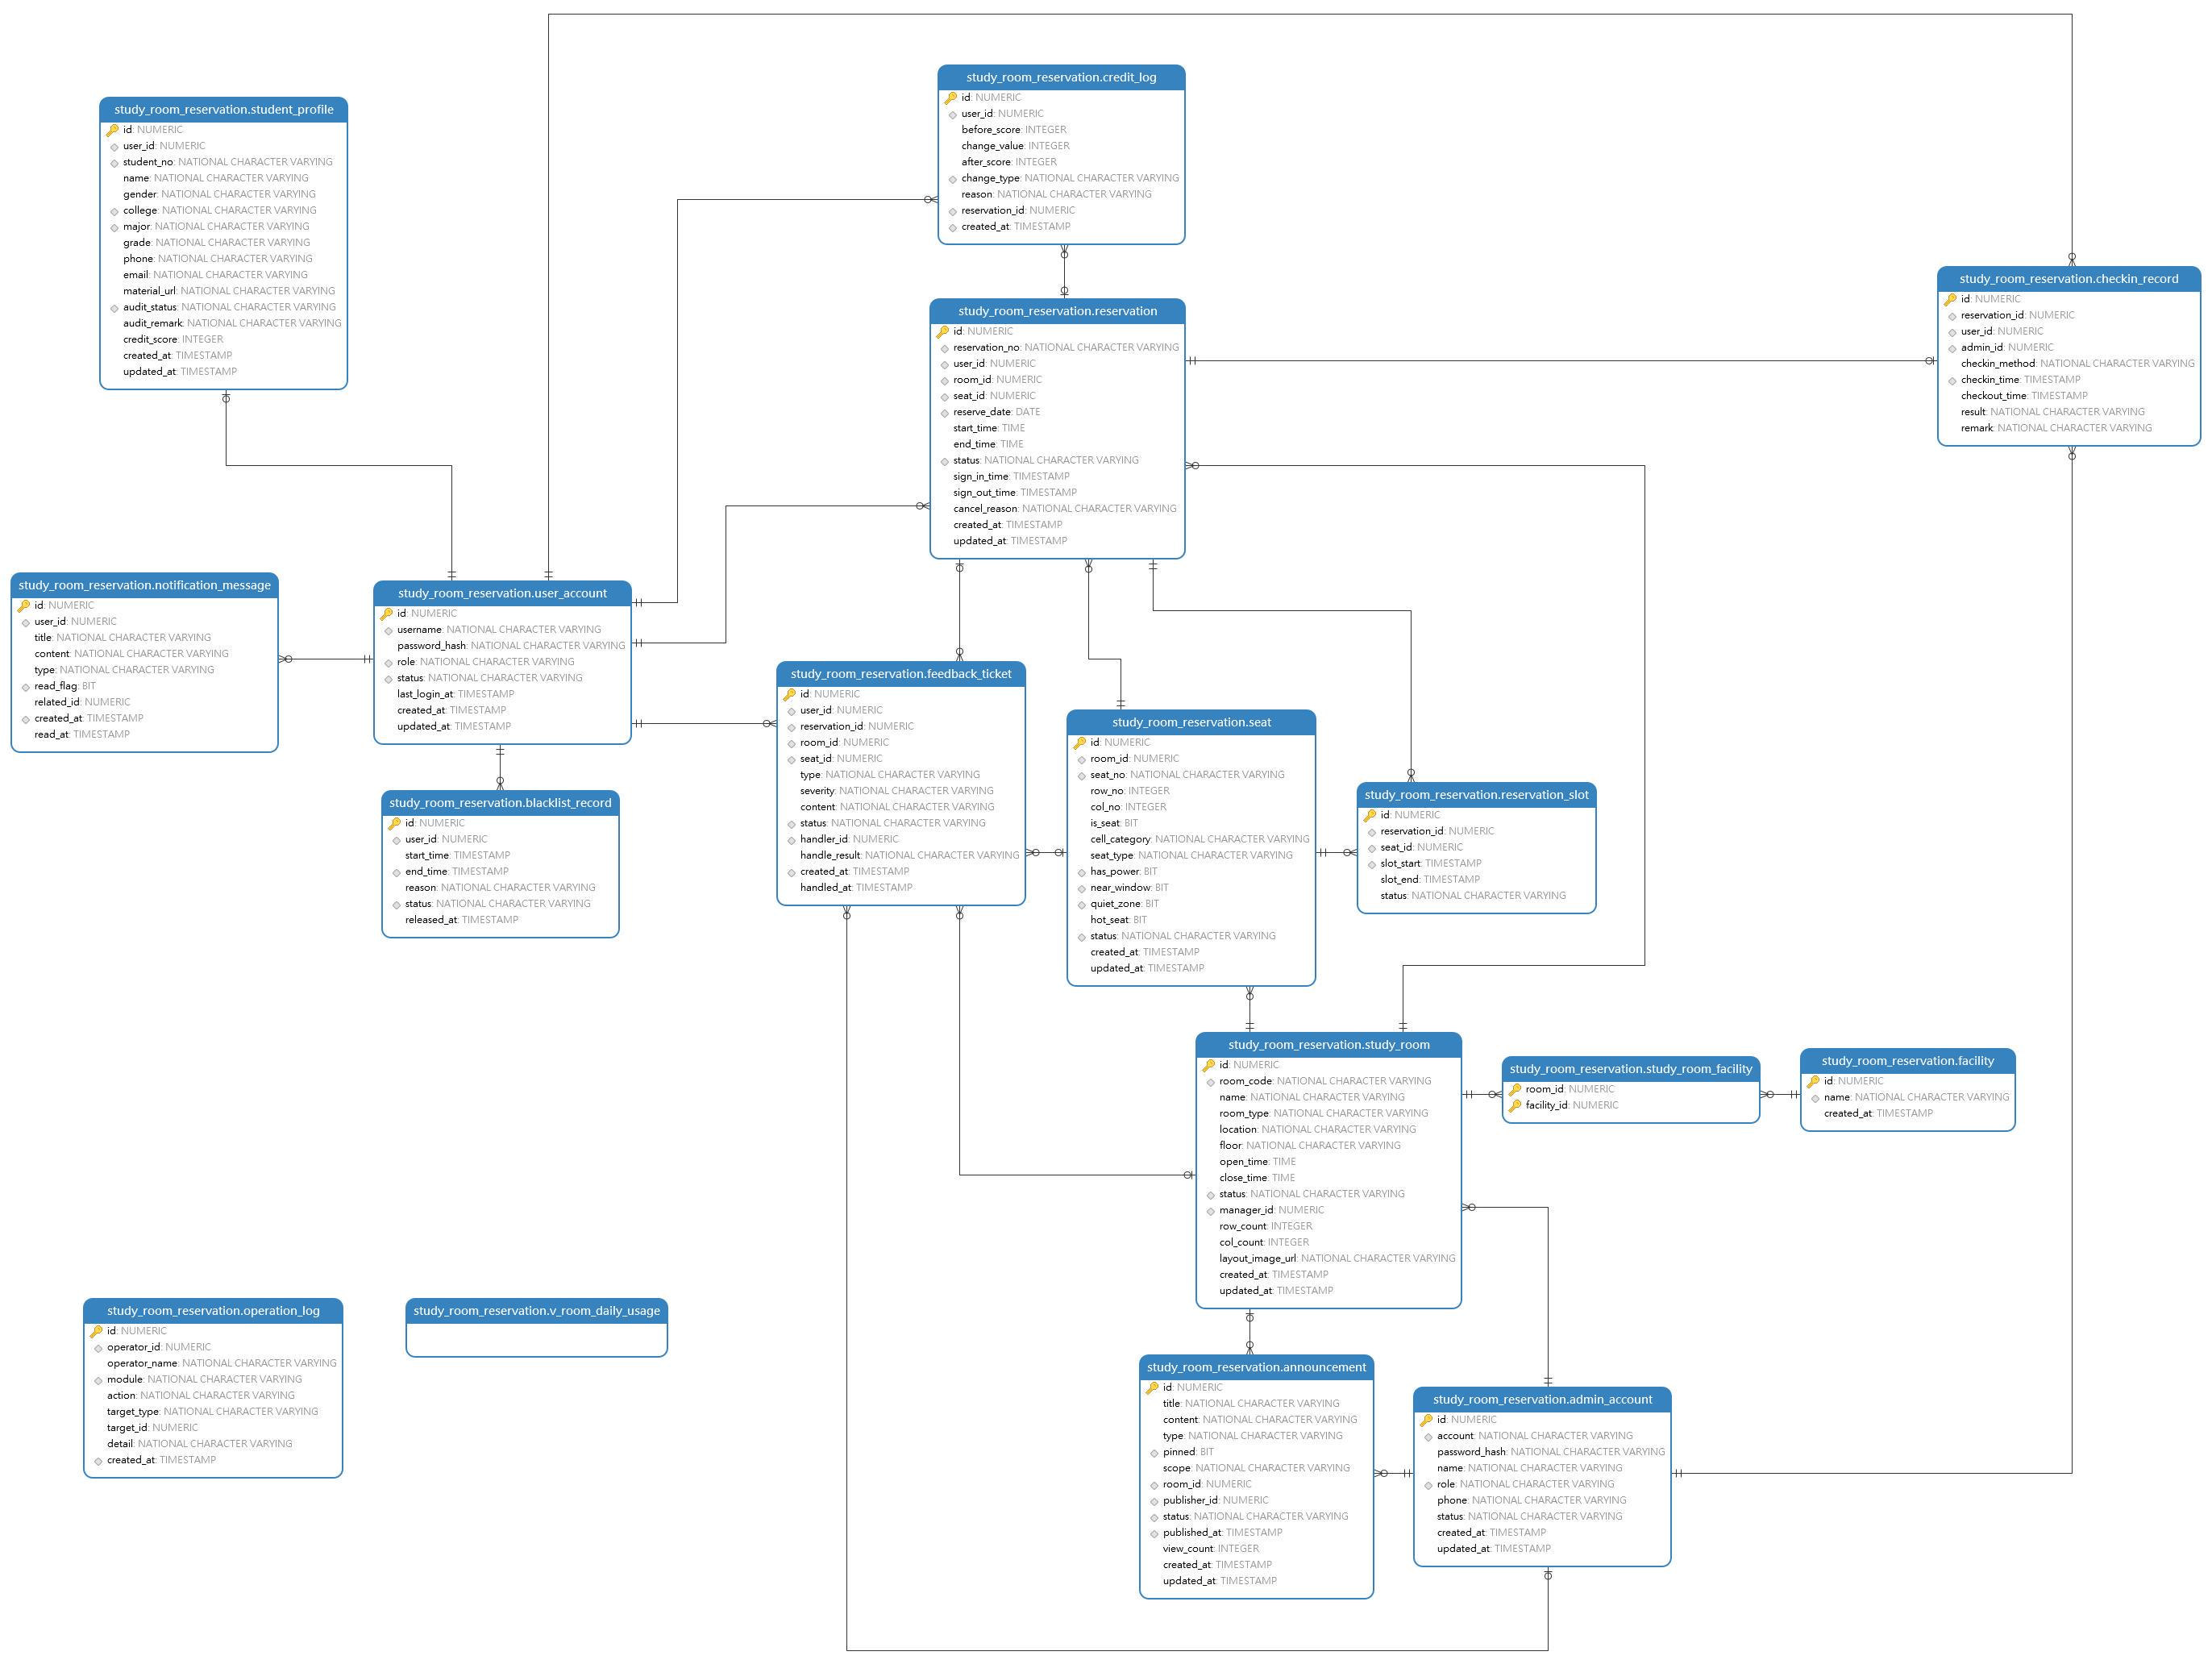 study_room_reservation.credit_log
id: NUMERIC
user_id: NUMERIC
before_score: INTEGER
change_value: INTEGER
after_score: INTEGER
change_type: NATIONAL CHARACTER VARYING
reason: NATIONAL CHARACTER VARYING
reservation_id: NUMERIC
created_at: TIMESTAMP
study_room_reservation.student_profile
id: NUMERIC
user_id: NUMERIC
student_no: NATIONAL CHARACTER VARYING
name: NATIONAL CHARACTER VARYING
gender: NATIONAL CHARACTER VARYING
college: NATIONAL CHARACTER VARYING
major: NATIONAL CHARACTER VARYING
grade: NATIONAL CHARACTER VARYING
phone: NATIONAL CHARACTER VARYING
email: NATIONAL CHARACTER VARYING
material_url: NATIONAL CHARACTER VARYING
audit_status: NATIONAL CHARACTER VARYING
audit_remark: NATIONAL CHARACTER VARYING
credit_score: INTEGER
created_at: TIMESTAMP
updated_at: TIMESTAMP
study_room_reservation.checkin_record
id: NUMERIC
reservation_id: NUMERIC
user_id: NUMERIC
admin_id: NUMERIC
checkin_method: NATIONAL CHARACTER VARYING
checkin_time: TIMESTAMP
checkout_time: TIMESTAMP
result: NATIONAL CHARACTER VARYING
remark: NATIONAL CHARACTER VARYING
study_room_reservation.reservation
id: NUMERIC
reservation_no: NATIONAL CHARACTER VARYING
user_id: NUMERIC
room_id: NUMERIC
seat_id: NUMERIC
reserve_date: DATE
start_time: TIME
end_time: TIME
status: NATIONAL CHARACTER VARYING
sign_in_time: TIMESTAMP
sign_out_time: TIMESTAMP
cancel_reason: NATIONAL CHARACTER VARYING
created_at: TIMESTAMP
updated_at: TIMESTAMP
study_room_reservation.notification_message
id: NUMERIC
user_id: NUMERIC
title: NATIONAL CHARACTER VARYING
content: NATIONAL CHARACTER VARYING
type: NATIONAL CHARACTER VARYING
read_flag: BIT
related_id: NUMERIC
created_at: TIMESTAMP
read_at: TIMESTAMP
study_room_reservation.user_account
id: NUMERIC
username: NATIONAL CHARACTER VARYING
password_hash: NATIONAL CHARACTER VARYING
role: NATIONAL CHARACTER VARYING
status: NATIONAL CHARACTER VARYING
last_login_at: TIMESTAMP
created_at: TIMESTAMP
updated_at: TIMESTAMP
study_room_reservation.feedback_ticket
id: NUMERIC
user_id: NUMERIC
reservation_id: NUMERIC
room_id: NUMERIC
seat_id: NUMERIC
type: NATIONAL CHARACTER VARYING
severity: NATIONAL CHARACTER VARYING
content: NATIONAL CHARACTER VARYING
status: NATIONAL CHARACTER VARYING
handler_id: NUMERIC
handle_result: NATIONAL CHARACTER VARYING
created_at: TIMESTAMP
handled_at: TIMESTAMP
study_room_reservation.seat
id: NUMERIC
room_id: NUMERIC
seat_no: NATIONAL CHARACTER VARYING
row_no: INTEGER
col_no: INTEGER
is_seat: BIT
cell_category: NATIONAL CHARACTER VARYING
seat_type: NATIONAL CHARACTER VARYING
has_power: BIT
near_window: BIT
quiet_zone: BIT
hot_seat: BIT
status: NATIONAL CHARACTER VARYING
created_at: TIMESTAMP
updated_at: TIMESTAMP
study_room_reservation.reservation_slot
id: NUMERIC
reservation_id: NUMERIC
seat_id: NUMERIC
slot_start: TIMESTAMP
slot_end: TIMESTAMP
status: NATIONAL CHARACTER VARYING
study_room_reservation.blacklist_record
id: NUMERIC
user_id: NUMERIC
start_time: TIMESTAMP
end_time: TIMESTAMP
reason: NATIONAL CHARACTER VARYING
status: NATIONAL CHARACTER VARYING
released_at: TIMESTAMP
study_room_reservation.study_room
id: NUMERIC
room_code: NATIONAL CHARACTER VARYING
name: NATIONAL CHARACTER VARYING
room_type: NATIONAL CHARACTER VARYING
location: NATIONAL CHARACTER VARYING
floor: NATIONAL CHARACTER VARYING
open_time: TIME
close_time: TIME
status: NATIONAL CHARACTER VARYING
manager_id: NUMERIC
row_count: INTEGER
col_count: INTEGER
layout_image_url: NATIONAL CHARACTER VARYING
created_at: TIMESTAMP
updated_at: TIMESTAMP
study_room_reservation.study_room_facility
room_id: NUMERIC
facility_id: NUMERIC
study_room_reservation.facility
id: NUMERIC
name: NATIONAL CHARACTER VARYING
created_at: TIMESTAMP
study_room_reservation.operation_log
id: NUMERIC
operator_id: NUMERIC
operator_name: NATIONAL CHARACTER VARYING
module: NATIONAL CHARACTER VARYING
action: NATIONAL CHARACTER VARYING
target_type: NATIONAL CHARACTER VARYING
target_id: NUMERIC
detail: NATIONAL CHARACTER VARYING
created_at: TIMESTAMP
study_room_reservation.v_room_daily_usage
study_room_reservation.announcement
id: NUMERIC
title: NATIONAL CHARACTER VARYING
content: NATIONAL CHARACTER VARYING
type: NATIONAL CHARACTER VARYING
pinned: BIT
scope: NATIONAL CHARACTER VARYING
room_id: NUMERIC
publisher_id: NUMERIC
status: NATIONAL CHARACTER VARYING
published_at: TIMESTAMP
view_count: INTEGER
created_at: TIMESTAMP
updated_at: TIMESTAMP
study_room_reservation.admin_account
id: NUMERIC
account: NATIONAL CHARACTER VARYING
password_hash: NATIONAL CHARACTER VARYING
name: NATIONAL CHARACTER VARYING
role: NATIONAL CHARACTER VARYING
phone: NATIONAL CHARACTER VARYING
status: NATIONAL CHARACTER VARYING
created_at: TIMESTAMP
updated_at: TIMESTAMP